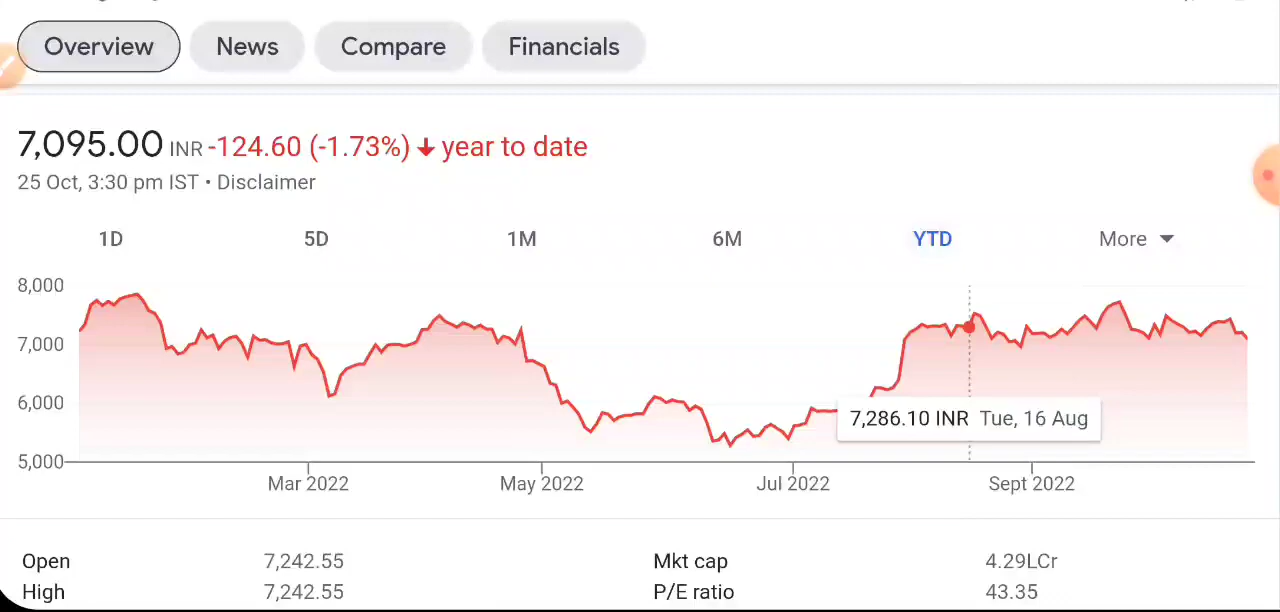 Overview News Compare Financials
7,095.00 INR -124.60 (-1.73%) ↓ year to date
25 Oct, 3:30 pm IST • Disclaimer
1D 5D 1M 6M YTD More
8,000
7,000
6,000
7,286.10 INR Tue, 16 Aug
5,000
Mar 2022 May 2022 Jul 2022 Sept 2022
Open 7,242.55 Mkt cap 4.29LCr
High 7,242.55 P/E ratio 43.35